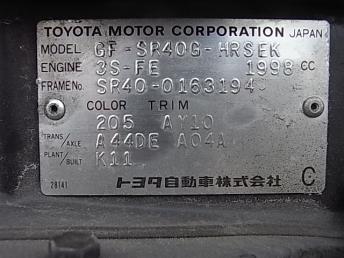 TOYOTA MOTOR CORPORATION JAPAN
MODEL GF-SR40G-HRSEK
ENGINE 3S-FE 1998 CC
FRAME No. SR40-0163194
COLOR TRIM
205 AY10
TRANS/AXLE A44DE A04A
PLANT/BUILT K11
28141 トヨタ自動車株式会社 C